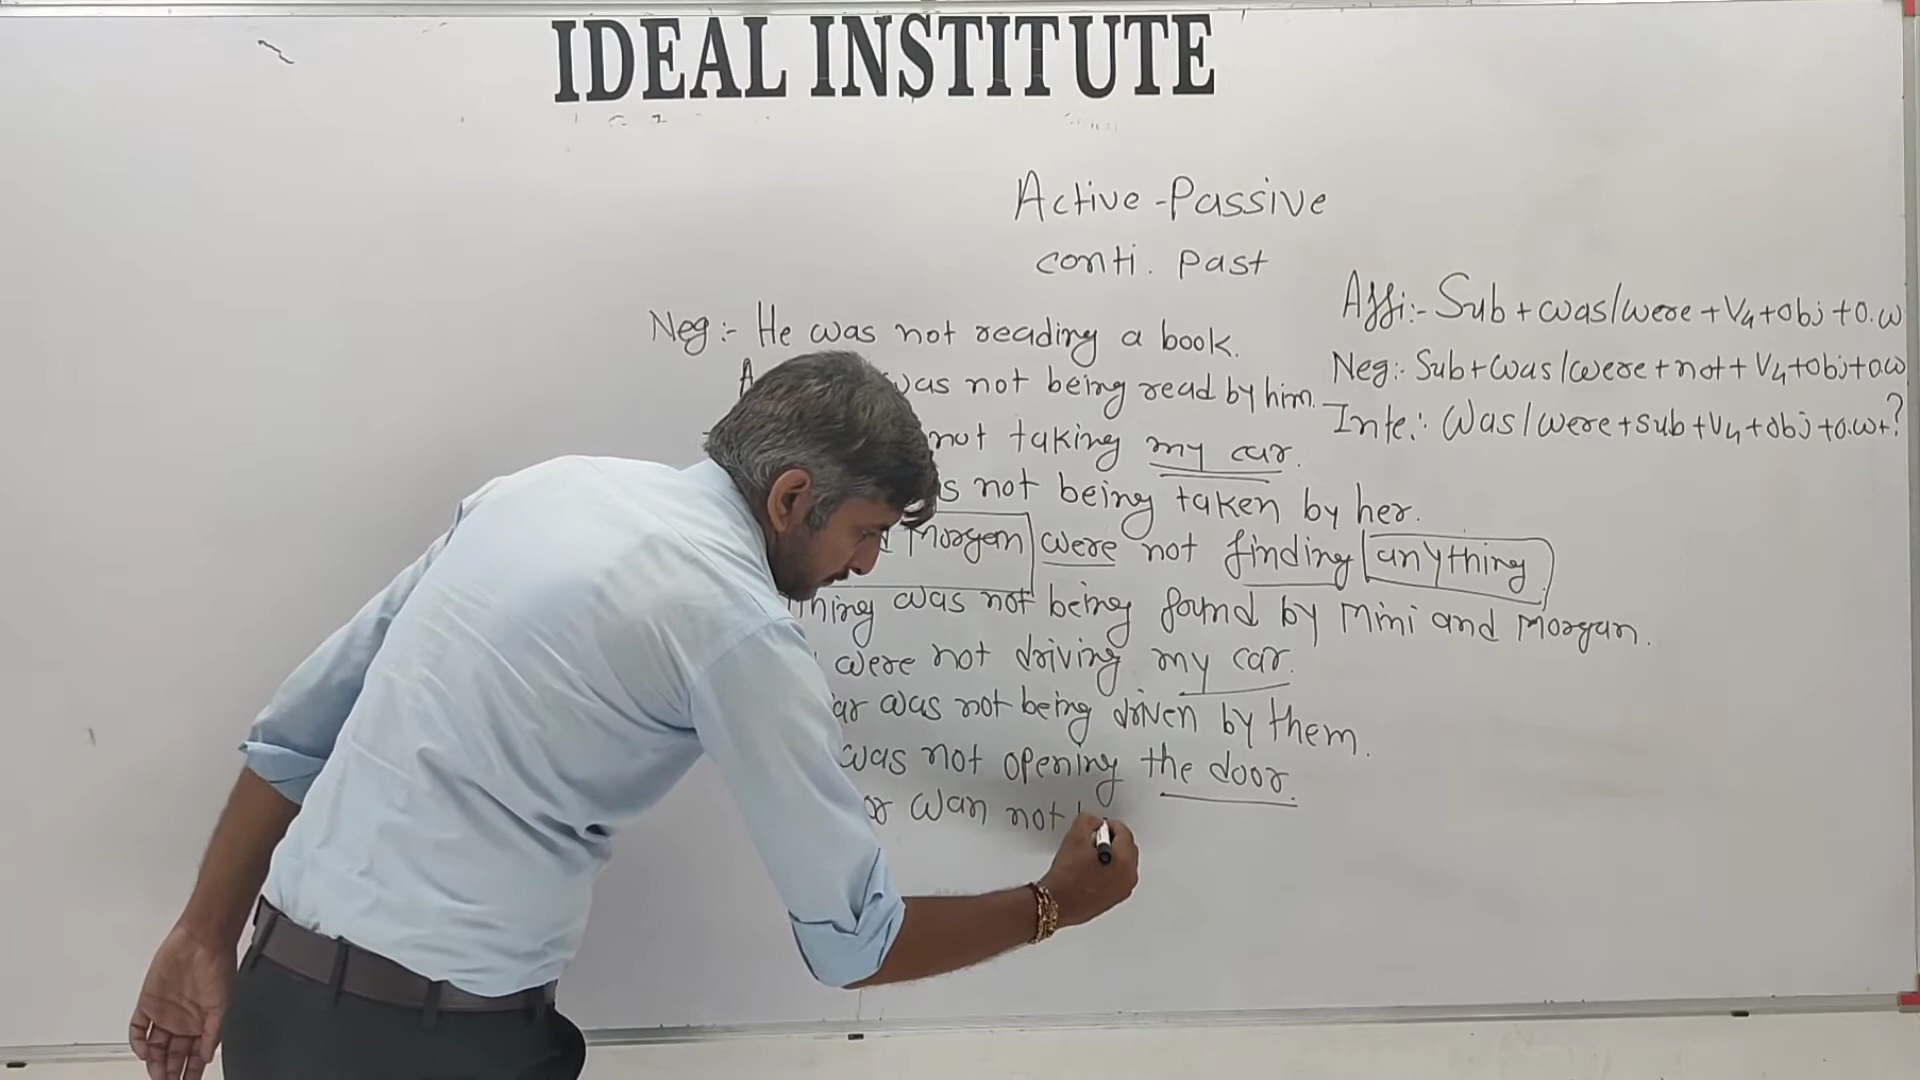 IDEAL INSTITUTE
Active-Passive
conti. past
Neg:- He was not reading a book.
A was not being read by him.
not taking my car.
s not being taken by her.
Morgan were not finding anything
thing was not being found by Mimi and Morgan.
were not driving my car.
ar was not being driven by them.
was not opening the door.
or wan not
Affi:- Sub+was/were+V4+obj+o.w
Neg:- Sub+was/were+not+V4+obj+o.w
Inte:- Was/were+sub+V4+obj+o.w+?